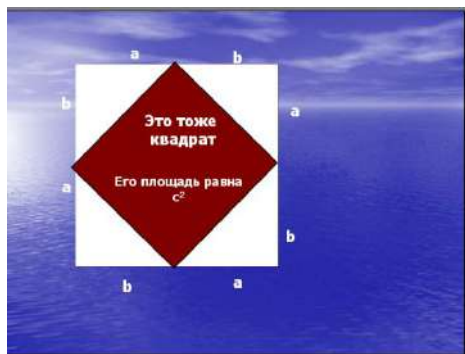 a b
b
a
Это тоже
квадрат
Его площадь равна
c²
a
b
b a